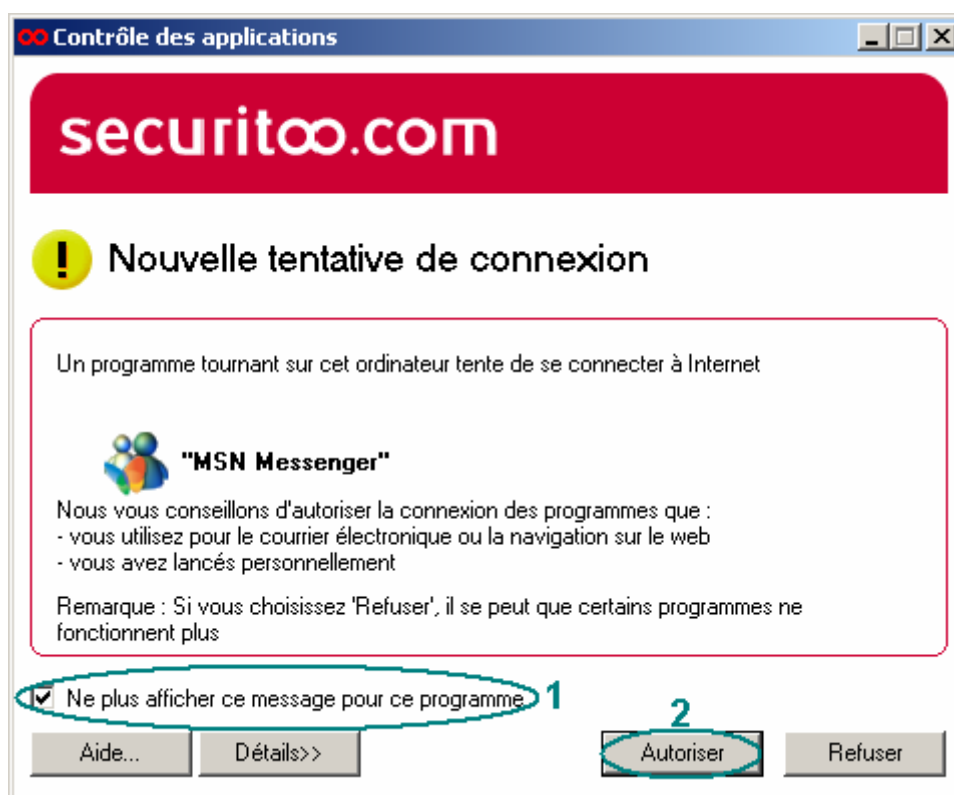 Contrôle des applications
securitoo.com
! Nouvelle tentative de connexion
Un programme tournant sur cet ordinateur tente de se connecter à Internet
"MSN Messenger"
Nous vous conseillons d'autoriser la connexion des programmes que :
- vous utilisez pour le courrier électronique ou la navigation sur le web
- vous avez lancés personnellement
Remarque : Si vous choisissez 'Refuser', il se peut que certains programmes ne
fonctionnent plus
Ne plus afficher ce message pour ce programme 1
2
Aide... Détails>> Autoriser Refuser